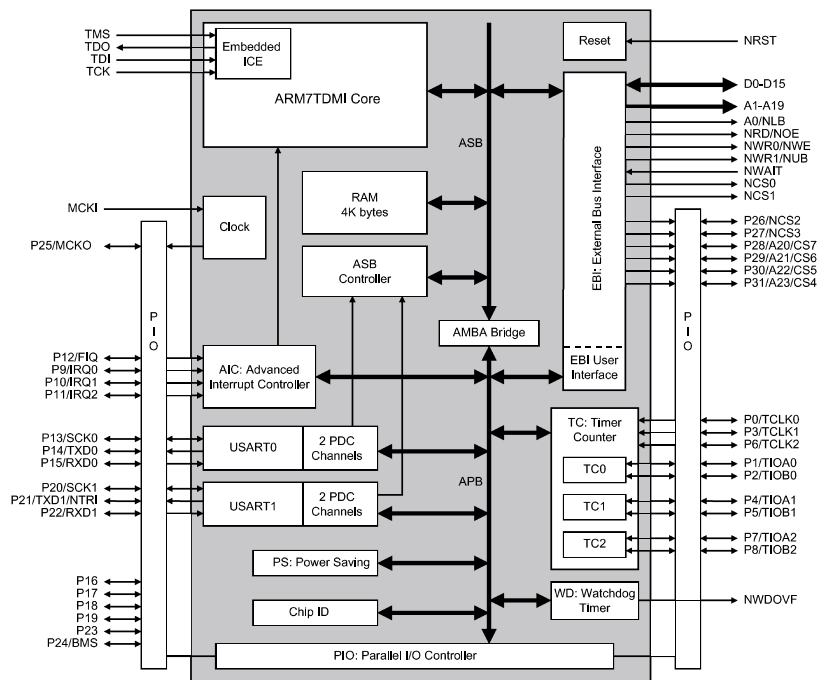 TMS
TDO
TDI
TCK
Embedded
ICE
ARM7TDMI Core
Reset
NRST
ASB
D0-D15
A1-A19
A0/NLB
NRD/NOE
NWR0/NWE
NWR1/NUB
NWAIT
NCS0
NCS1
MCKI
Clock
P25/MCKO
RAM
4K bytes
ASB
Controller
EBI: External Bus Interface
P26/NCS2
P27/NCS3
P28/A20/CS7
P29/A21/CS6
P30/A22/CS5
P31/A23/CS4
PIO
PIO
AMBA Bridge
EBI User
Interface
P12/FIQ
P9/IRQ0
P10/IRQ1
P11/IRQ2
AIC: Advanced
Interrupt Controller
P13/SCK0
P14/TXD0
P15/RXD0
USART0
2 PDC
Channels
TC: Timer
Counter
P0/TCLK0
P3/TCLK1
P6/TCLK2
TC0
P1/TIOA0
P2/TIOB0
P20/SCK1
P21/TXD1/NTRI
P22/RXD1
USART1
2 PDC
Channels
APB
TC1
P4/TIOA1
P5/TIOB1
TC2
P7/TIOA2
P8/TIOB2
PS: Power Saving
P16
P17
P18
P19
P23
P24/BMS
Chip ID
WD: Watchdog
Timer
NWDOVF
PIO: Parallel I/O Controller